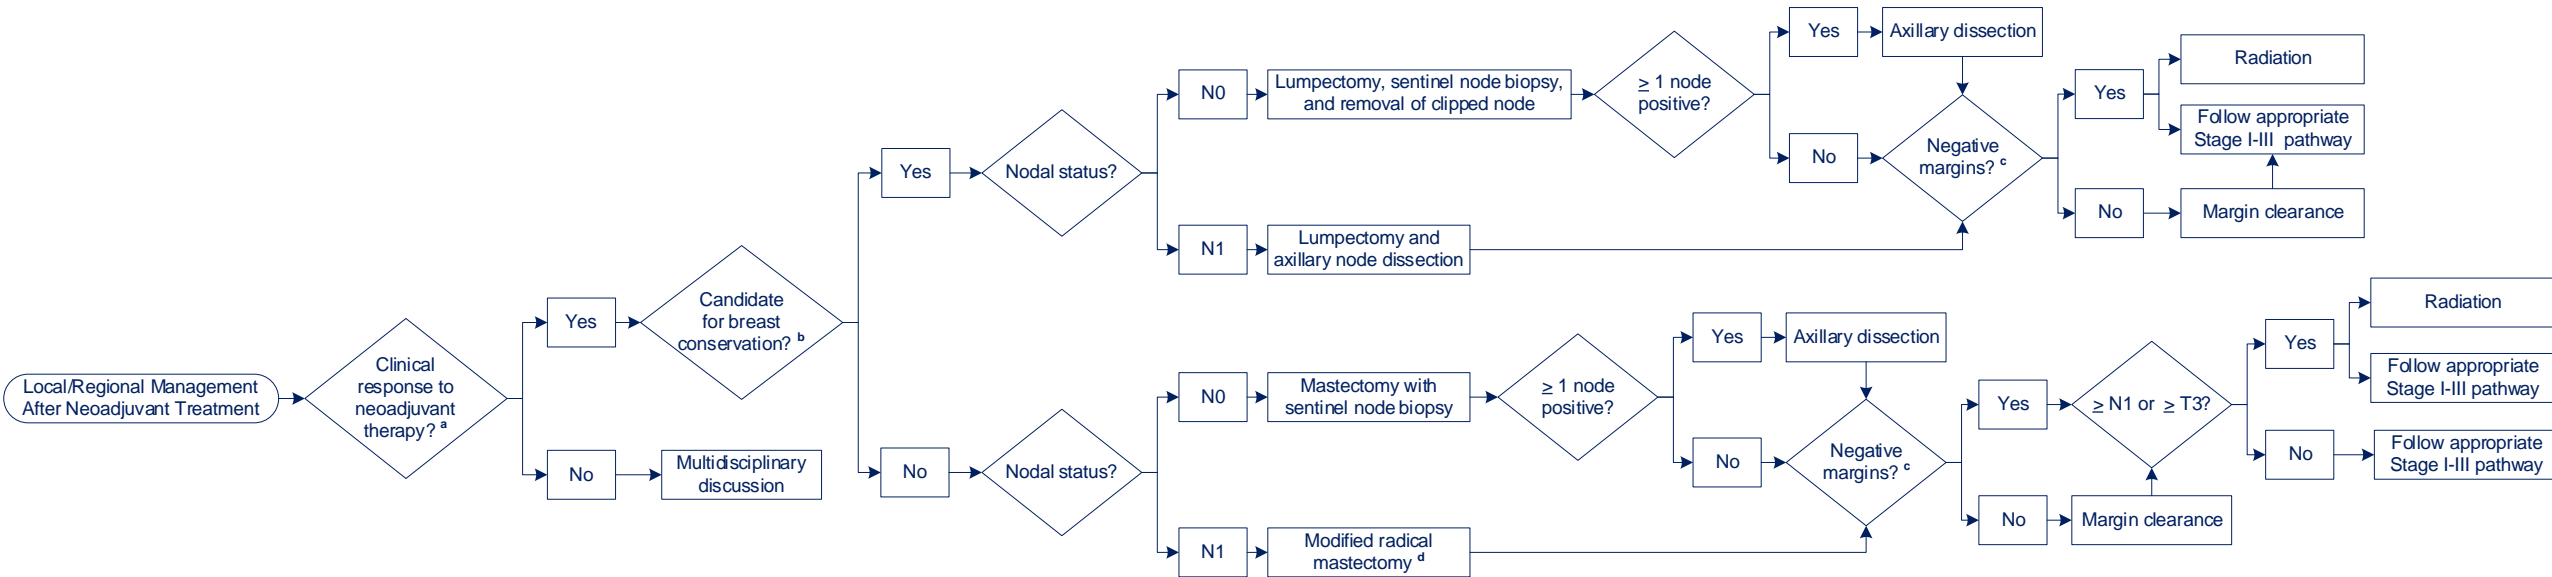 Local/Regional Management
After Neoadjuvant Treatment
Clinical
response to
neoadjuvant
therapy? a
Yes
No
Multidisciplinary
discussion
Candidate
for breast
conservation? b
Yes
Nodal status?
N0
Lumpectomy, sentinel node biopsy,
and removal of clipped node
≥ 1 node
positive?
Yes
Axillary dissection
No
N1
Lumpectomy and
axillary node dissection
Negative
margins? c
Yes
Radiation
Follow appropriate
Stage I-III pathway
No
Margin clearance
No
Nodal status?
N0
Mastectomy with
sentinel node biopsy
≥ 1 node
positive?
Yes
Axillary dissection
No
N1
Modified radical
mastectomy d
Negative
margins? c
Yes
No
Margin clearance
≥ N1 or ≥ T3?
Yes
Radiation
Follow appropriate
Stage I-III pathway
No
Follow appropriate
Stage I-III pathway